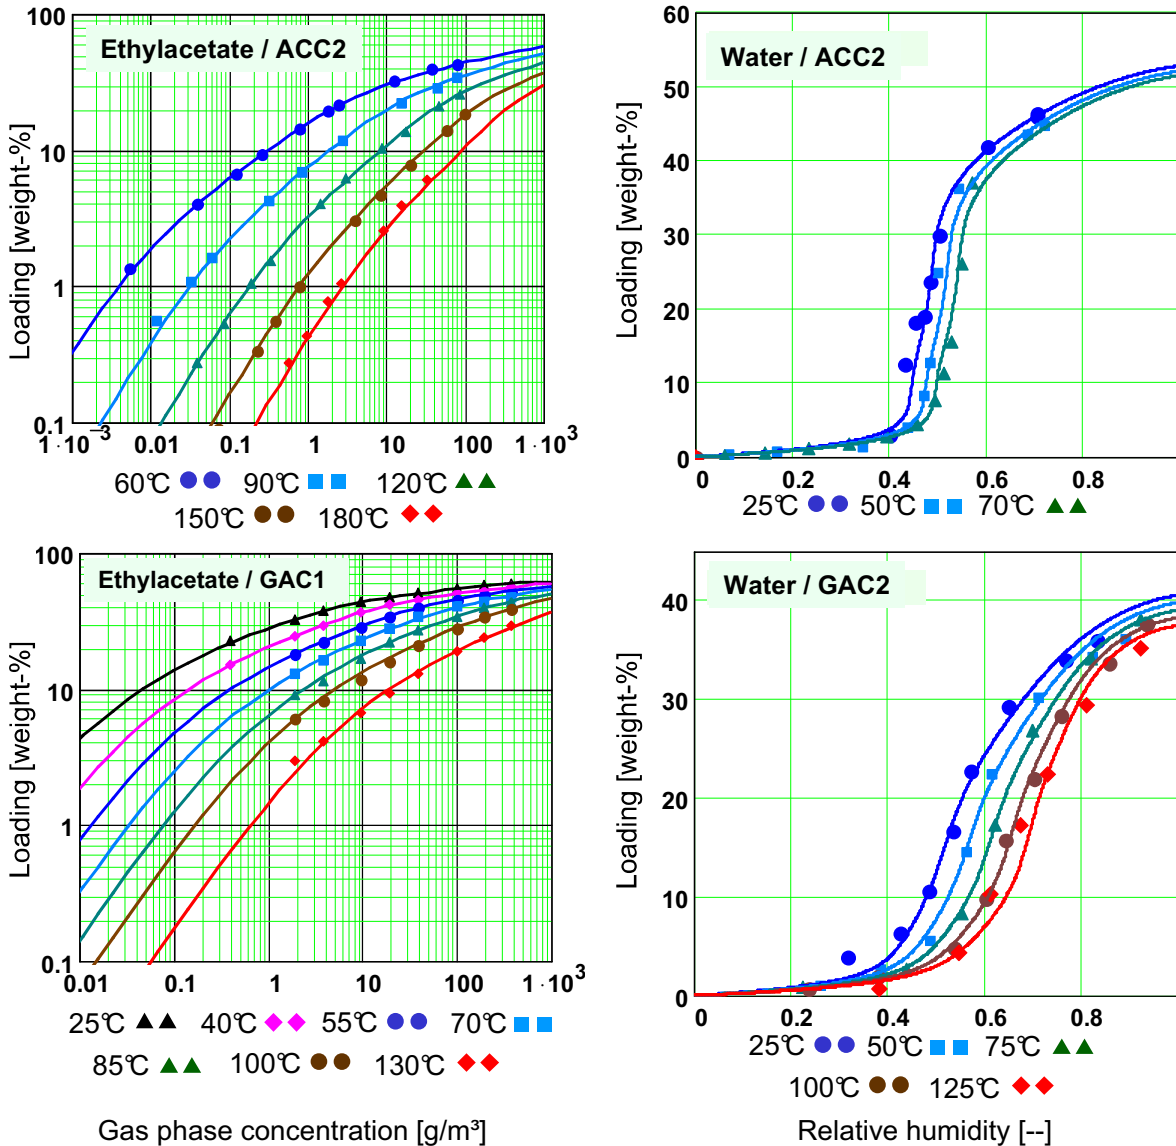 Ethylacetate / ACC2
Loading [weight-%]
100
10
1
0.1
1·10⁻³ 0.01 0.1 1 10 100 1·10³
60℃ 90℃ 120℃
150℃ 180℃
Water / ACC2
Loading [weight-%]
60
50
40
30
20
10
0
0 0.2 0.4 0.6 0.8
25℃ 50℃ 70℃
Ethylacetate / GAC1
Loading [weight-%]
100
10
1
0.1
0.01 0.1 1 10 100 1·10³
25℃ 40℃ 55℃ 70℃
85℃ 100℃ 130℃
Gas phase concentration [g/m³]
Water / GAC2
Loading [weight-%]
40
30
20
10
0
0 0.2 0.4 0.6 0.8
25℃ 50℃ 75℃
100℃ 125℃
Relative humidity [--]